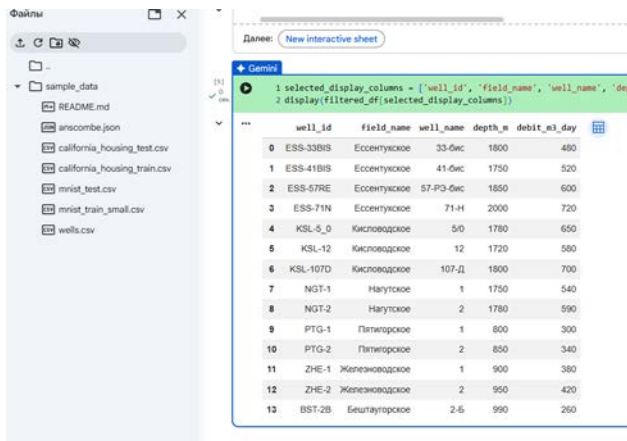 Файлы
..
sample_data
README.md
anscombe.json
california_housing_test.csv
california_housing_train.csv
mnist_test.csv
mnist_train_small.csv
wells.csv
Далее: New interactive sheet
Gemini
[5]
0
сек.
1 selected_display_columns = ['well_id', 'field_name', 'well_name',
2 display(filtered_df[selected_display_columns])
well_id field_name well_name depth_m debit_m3_day
0 ESS-33BIS Ессентукское 33-бис 1800 480
1 ESS-41BIS Ессентукское 41-бис 1750 520
2 ESS-57RE Ессентукское 57-РЭ-бис 1850 600
3 ESS-71N Ессентукское 71-Н 2000 720
4 KSL-5_0 Кисловодское 5/0 1780 650
5 KSL-12 Кисловодское 12 1720 580
6 KSL-107D Кисловодское 107-Д 1800 700
7 NGT-1 Нагутское 1 1750 540
8 NGT-2 Нагутское 2 1780 590
9 PTG-1 Пятигорское 1 800 300
10 PTG-2 Пятигорское 2 850 340
11 ZHE-1 Железноводское 1 900 380
12 ZHE-2 Железноводское 2 950 420
13 BST-2B Бештаугорское 2-Б 990 260